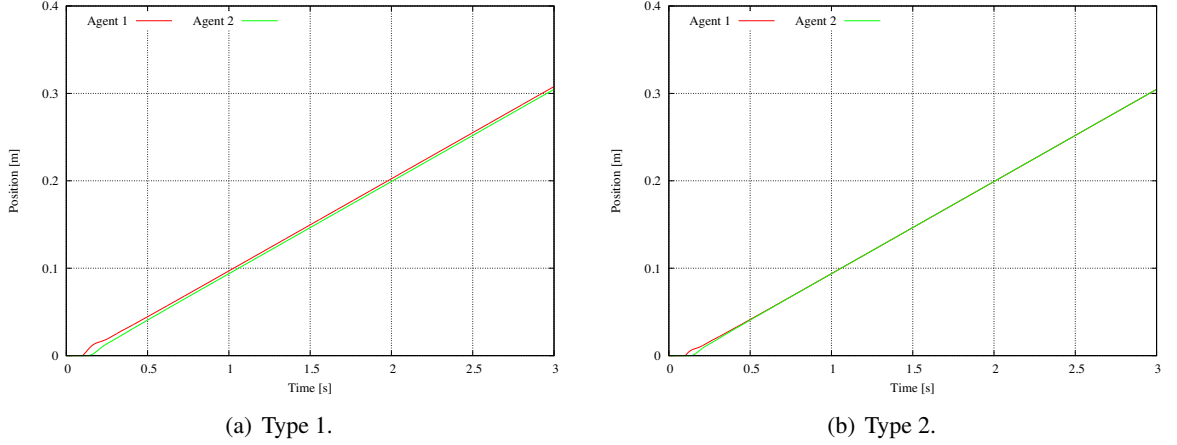 Agent 1 Agent 2
0.4
0.3
0.2
0.1
0
Position [m]
0 0.5 1 1.5 2 2.5 3
Time [s]
(a) Type 1.
Agent 1 Agent 2
0.4
0.3
0.2
0.1
0
Position [m]
0 0.5 1 1.5 2 2.5 3
Time [s]
(b) Type 2.